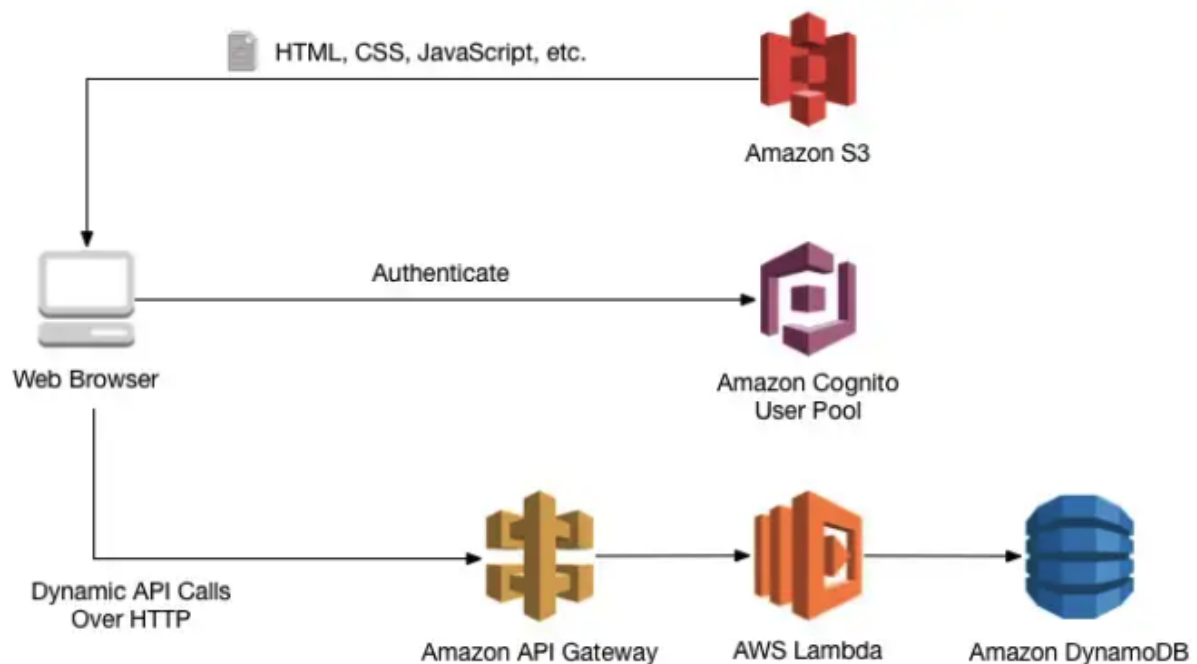 HTML, CSS, JavaScript, etc.
Amazon S3
Authenticate
Web Browser
Amazon Cognito
User Pool
Dynamic API Calls
Over HTTP
Amazon API Gateway
AWS Lambda
Amazon DynamoDB